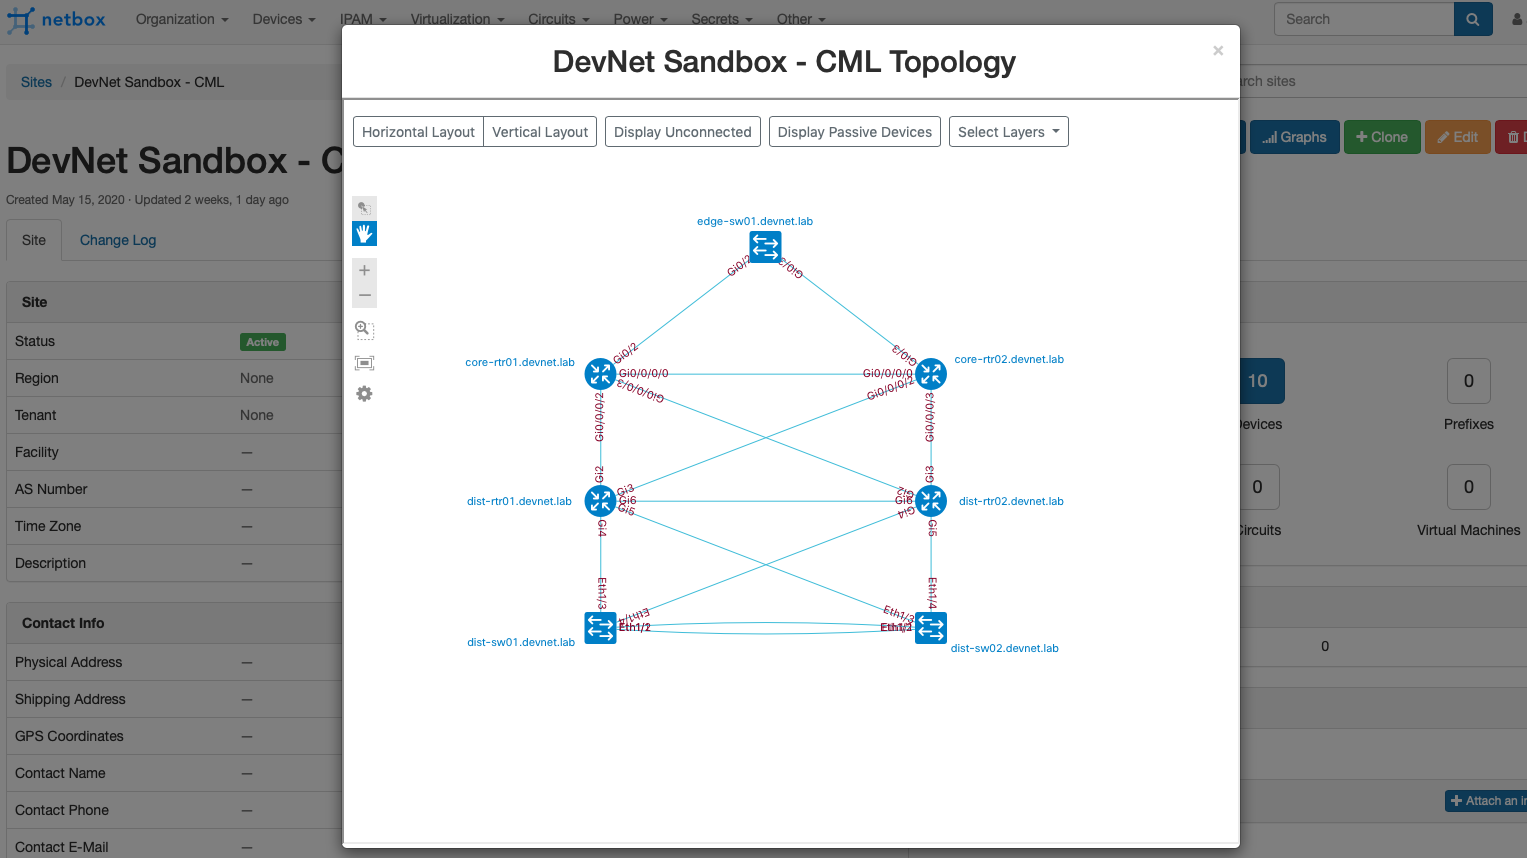 netbox Organization Devices IPAM Virtualization Circuits Power Secrets Other Search
DevNet Sandbox - CML Topology
×
Sites / DevNet Sandbox - CML
arch sites
Horizontal Layout Vertical Layout Display Unconnected Display Passive Devices Select Layers
Graphs Clone Edit
DevNet Sandbox - C
Created May 15, 2020 · Updated 2 weeks, 1 day ago
Site Change Log
edge-sw01.devnet.lab
Gi0/2 Gi0/3
Site
Status Active
Region None
Tenant None
Facility —
AS Number —
Time Zone —
Description —
Gi0/2 Gi0/3
core-rtr01.devnet.lab core-rtr02.devnet.lab
Gi0/0/0/0 Gi0/0/0/0
Gi0/0/0/3 Gi0/0/0/2
Gi0/0/0/2 Gi0/0/0/3
Gi2 Gi3
Gi3 Gi2
dist-rtr01.devnet.lab Gi6 Gi6 dist-rtr02.devnet.lab
Gi5 Gi4
Gi4 Gi5
Eth1/3 Eth1/4
Eth1/4 Eth1/3
Eth1/2
dist-sw01.devnet.lab dist-sw02.devnet.lab
10 0
Devices Prefixes
0 0
Circuits Virtual Machines
Contact Info
Physical Address —
Shipping Address —
GPS Coordinates —
Contact Name —
Contact Phone —
Contact E-Mail —
0
Attach an i